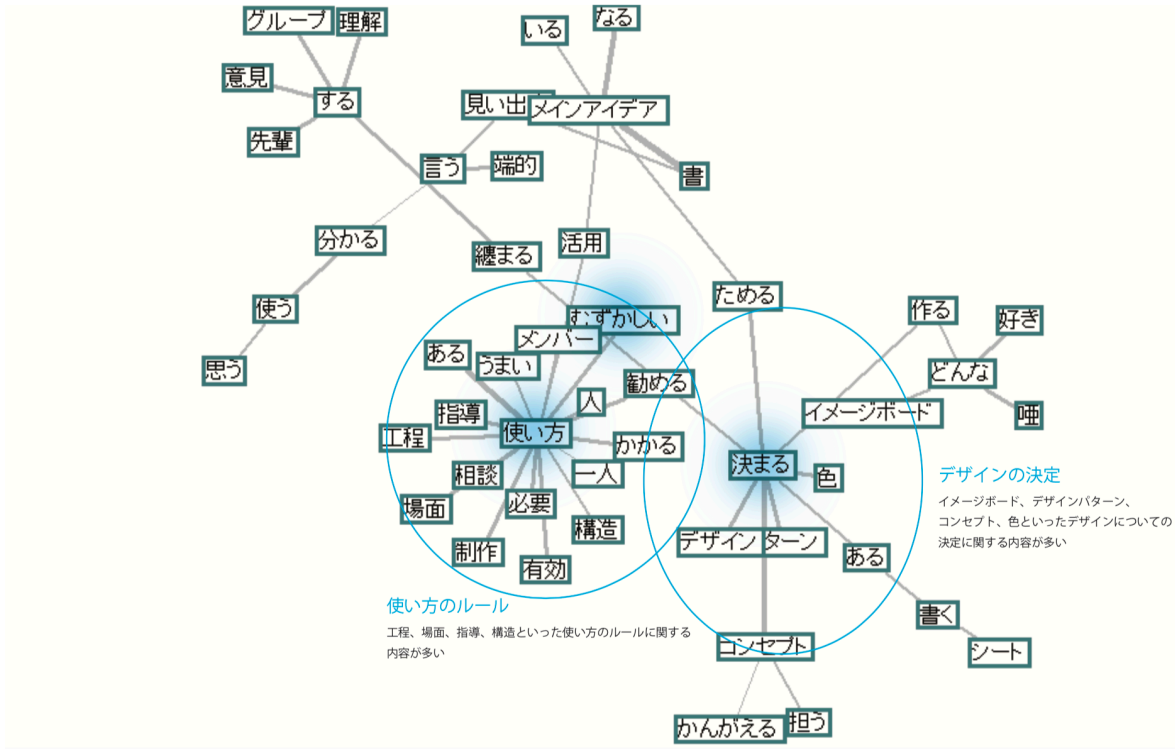 グループ
理解
いる
なる
意見
する
見い出
メインアイデア
先輩
言う
端的
書
分かる
纏まる
活用
使う
ためる
作る
好き
むずかしい
メンバー
ある
うまい
思う
勧める
どんな
人
指導
イメージボード
唖
工程
使い方
かかる
決まる
相談
一人
色
場面
必要
構造
デザイン
ターン
制作
有効
ある
書く
シート
コンセプト
かんがえる
担う
デザインの決定
イメージボード、デザインパターン、
コンセプト、色といったデザインについての
決定に関する内容が多い
使い方のルール
工程、場面、指導、構造といった使い方のルールに関する
内容が多い